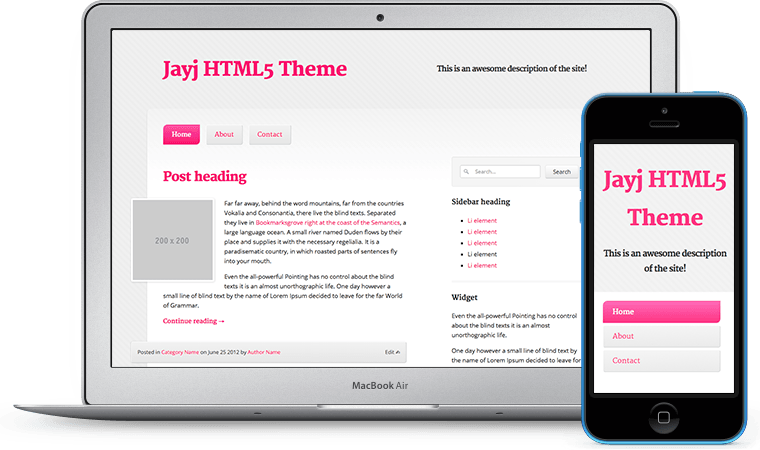 Jayj HTML5 Theme
This is an awesome description of the site!
Home
About
Contact
Post heading
200 x 200
Far far away, behind the word mountains, far from the countries
Vokalia and Consonantia, there live the blind texts. Separated
they live in Bookmarksgrove right at the coast of the Semantics, a
large language ocean. A small river named Duden flows by their
place and supplies it with the necessary regelialia. It is a
paradisematic country, in which roasted parts of sentences fly
into your mouth.
Even the all-powerful Pointing has no control about the blind
texts it is an almost unorthographic life. One day however a
small line of blind text by the name of Lorem Ipsum decided to leave for the far World
of Grammar.
Continue reading →
Posted in Category Name on June 25 2012 by Author Name
Edit
Search...
Search
Sidebar heading
Li element
Li element
Li element
Li element
Li element
Widget
Even the all-powerful Pointing has no control
about the blind texts it is an almost
unorthographic life.
One day however a small line of blind text by
the name of Lorem Ipsum decided to leave
MacBook Air
Jayj HTML5
Theme
This is an awesome description
of the site!
Home
About
Contact